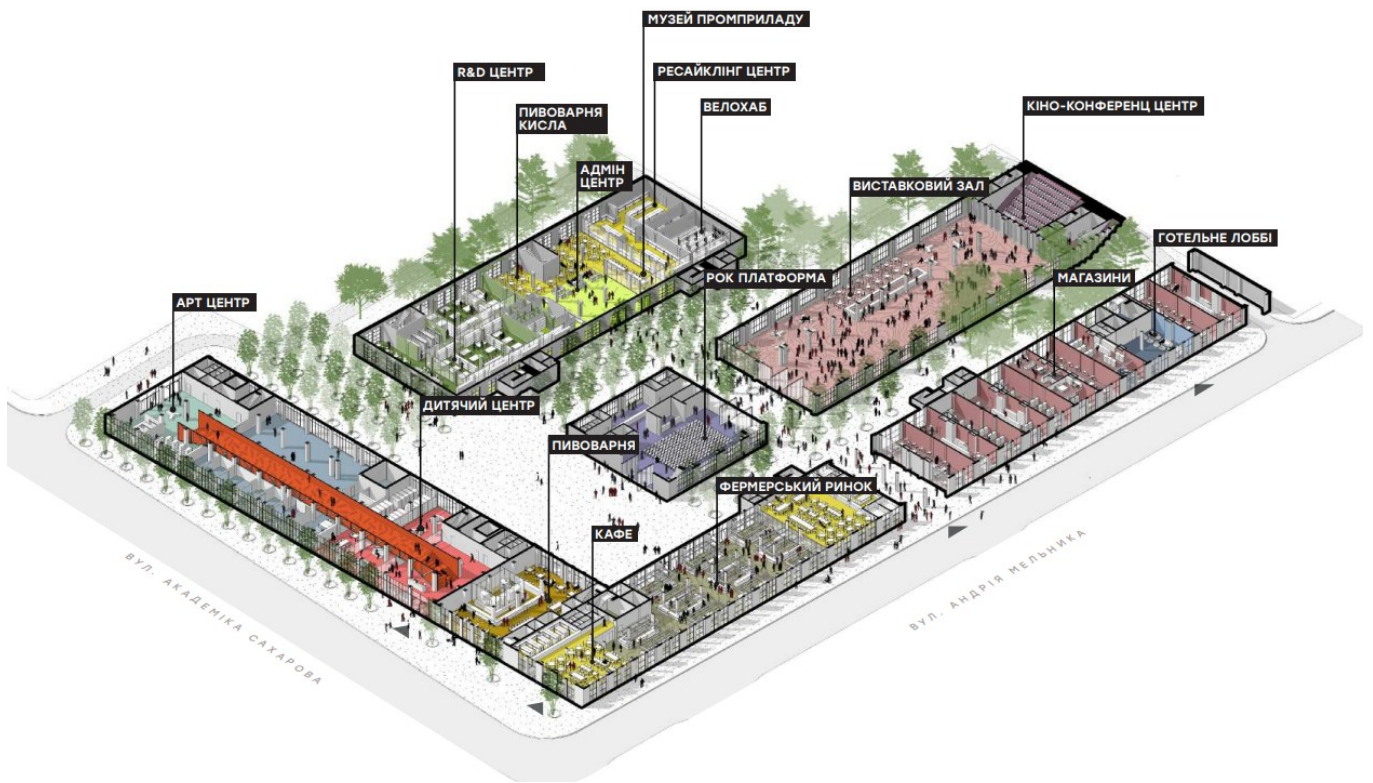 МУЗЕЙ ПРОМПРИЛАДУ
R&D ЦЕНТР
РЕСАЙКЛІНГ ЦЕНТР
ВЕЛОХАБ
КІНО-КОНФЕРЕНЦ ЦЕНТР
ПИВОВАРНЯ
КИСЛА
АДМІН
ЦЕНТР
ВИСТАВКОВИЙ ЗАЛ
ГОТЕЛЬНЕ ЛОББІ
РОК ПЛАТФОРМА
МАГАЗИНИ
АРТ ЦЕНТР
ДИТЯЧИЙ ЦЕНТР
ПИВОВАРНЯ
ФЕРМЕРСЬКИЙ РИНОК
КАФЕ
ВУЛ. АКАДЕМІКА САХАРОВА
ВУЛ. АНДРІЯ МЕЛЬНИКА